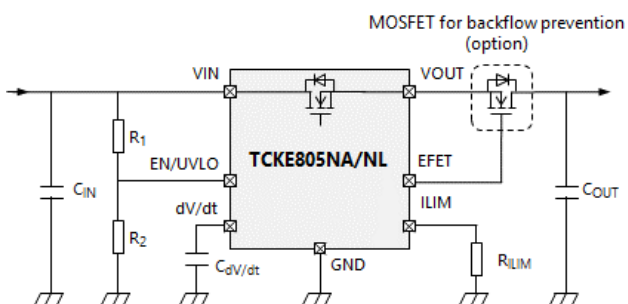 MOSFET for backflow prevention
(option)
VIN
VOUT
R1
EN/UVLO
TCKE805NA/NL
EFET
CIN
COUT
dV/dt
ILIM
R2
CdV/dt
GND
RILIM